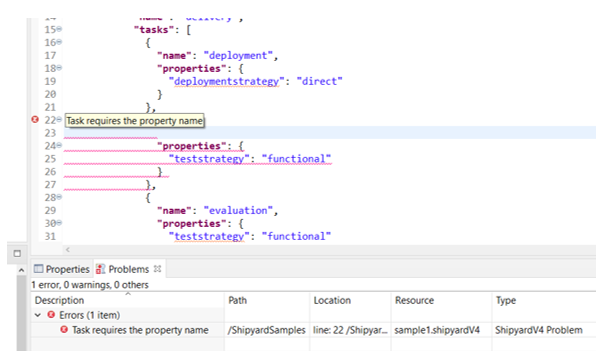 14 "name": "delivery",
15 "tasks": [
16 {
17 "name": "deployment",
18 "properties": {
19 "deploymentstrategy": "direct"
20 }
21 },
22 Task requires the property name
23
24 "properties": {
25 "teststrategy": "functional"
26 }
27 },
28 {
29 "name": "evaluation",
30 "properties": {
31 "teststrategy": "functional"
Properties Problems
1 error, 0 warnings, 0 others
Description Path Location Resource Type
Errors (1 item)
Task requires the property name /ShipyardSamples line: 22 /Shipyar... sample1.shipyardV4 ShipyardV4 Problem